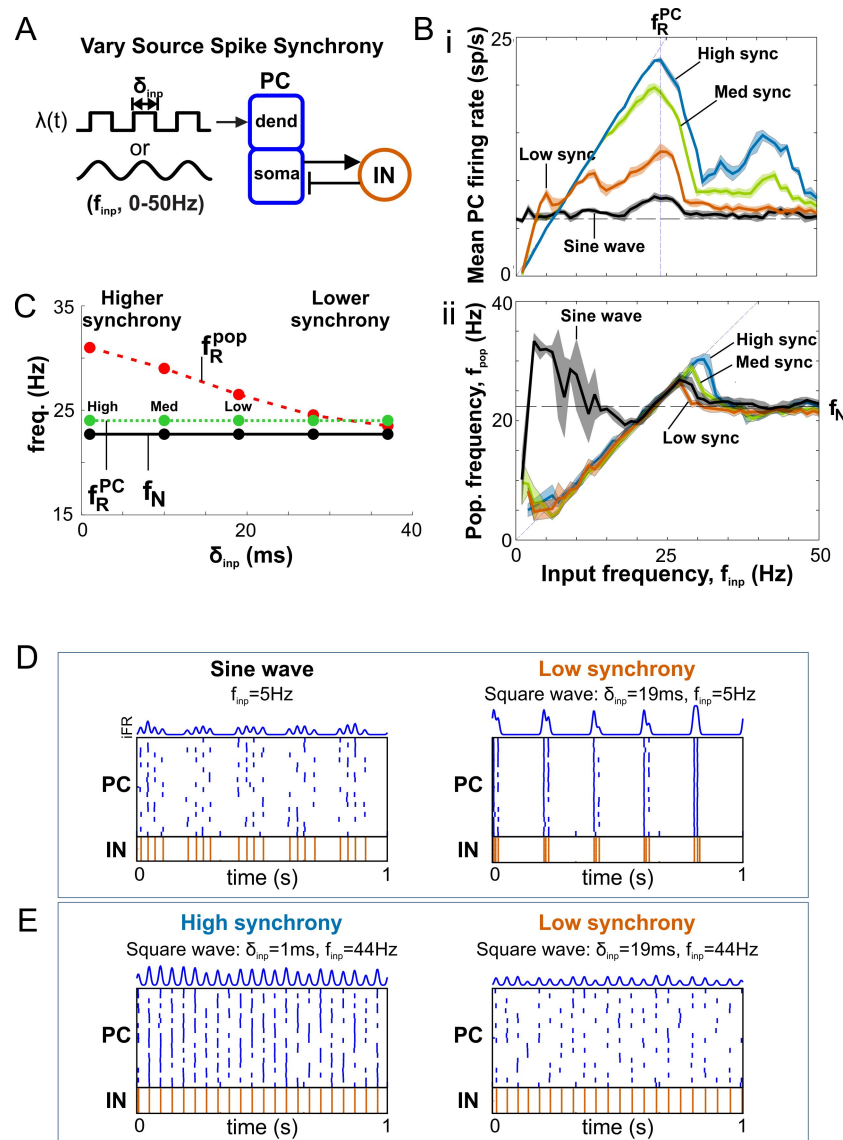 A
Vary Source Spike Synchrony
δinp
PC
λ(t)
dend
or
soma
IN
(finp, 0-50Hz)
B
i
fRPC
25
High sync
Med sync
Low sync
Sine wave
Mean PC firing rate (sp/s)
0
C
35
Higher synchrony
Lower synchrony
fRpop
freq. (Hz)
25
High
Med
Low
fRPC
fN
15
0
20
40
δinp (ms)
ii
40
Sine wave
High sync
Med sync
20
fN
Low sync
Pop. frequency, fpop (Hz)
0
0
25
50
Input frequency, finp (Hz)
D
Sine wave
finp=5Hz
iFR
PC
IN
0
time (s)
1
Low synchrony
Square wave: δinp=19ms, finp=5Hz
PC
IN
0
time (s)
1
E
High synchrony
Square wave: δinp=1ms, finp=44Hz
PC
IN
0
time (s)
1
Low synchrony
Square wave: δinp=19ms, finp=44Hz
PC
IN
0
time (s)
1